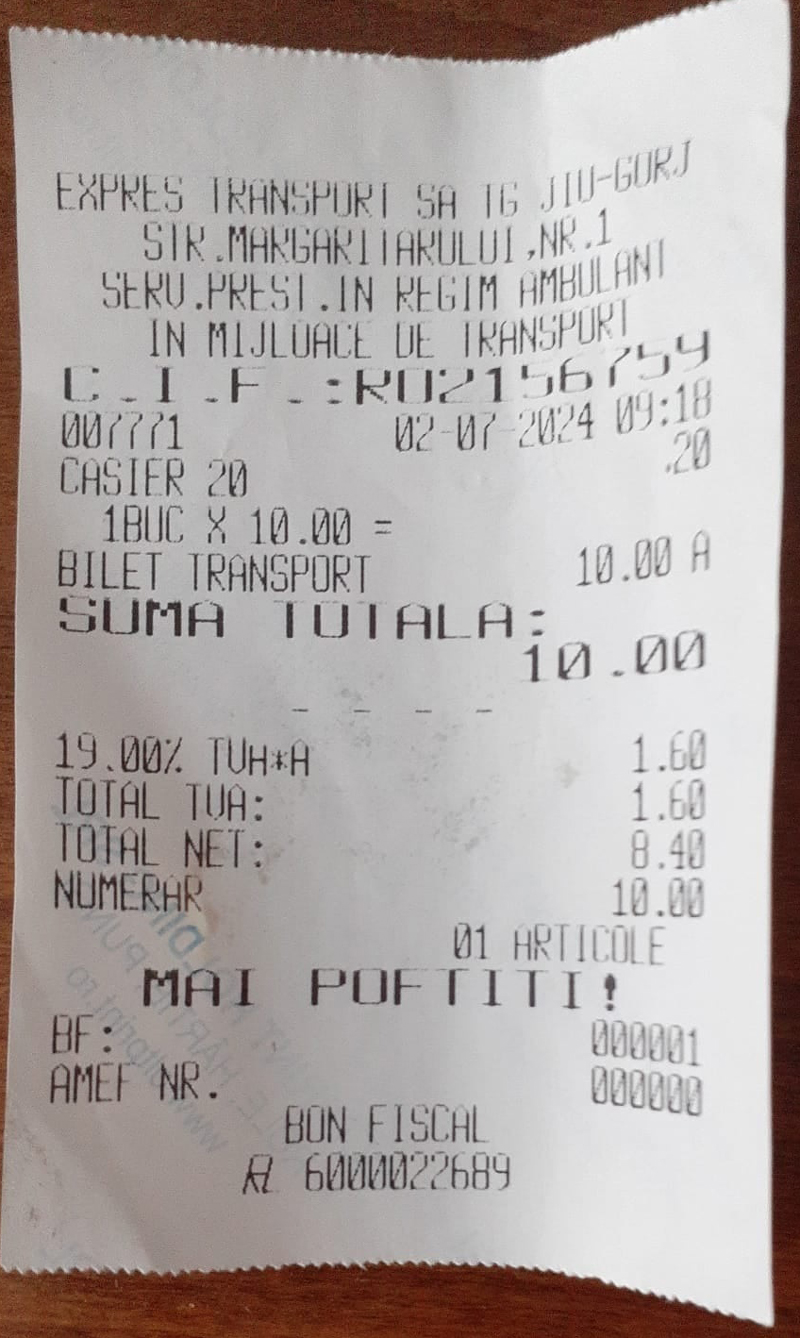 EXPRES TRANSPORT SA TG JIU-GORJ
STR.MARGARITARULUI,NR.1
SERV.PREST.IN REGIM AMBULANT
IN MIJLOACE DE TRANSPORT
C.I.F.:RO2156759
007771 02-07-2024 09:18
CASIER 20 .20
1BUC X 10.00 =
BILET TRANSPORT 10.00 A
SUMA TOTALA:
10.00
- - - -
19.00% TVA*A 1.60
TOTAL TVA: 1.60
TOTAL NET: 8.40
NUMERAR 10.00
01 ARTICOLE
MAI POFTITI!
BF: 000001
AMEF NR. 000000
BON FISCAL
6000022689